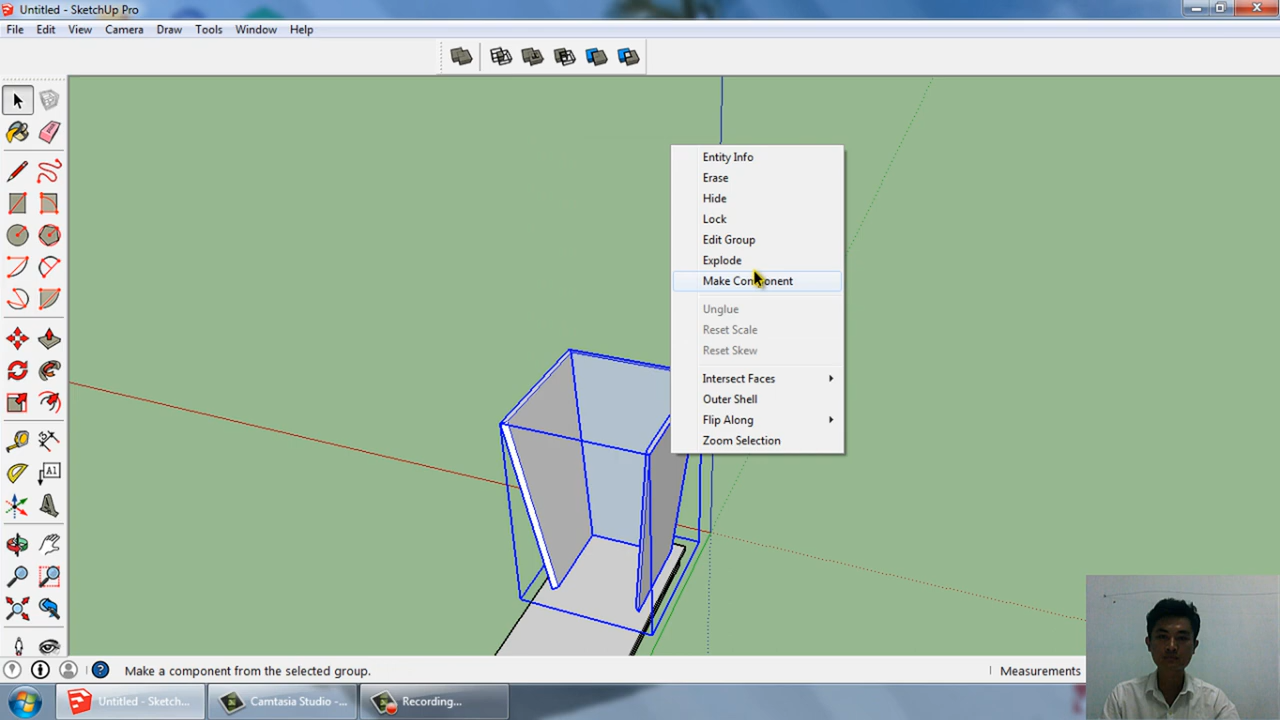 Untitled - SketchUp Pro
File Edit View Camera Draw Tools Window Help
Entity Info
Erase
Hide
Lock
Edit Group
Explode
Make Component
Unglue
Reset Scale
Reset Skew
Intersect Faces
Outer Shell
Flip Along
Zoom Selection
A1
Make a component from the selected group.
Measurements
Untitled - Sketch... Camtasia Studio -... Recording...